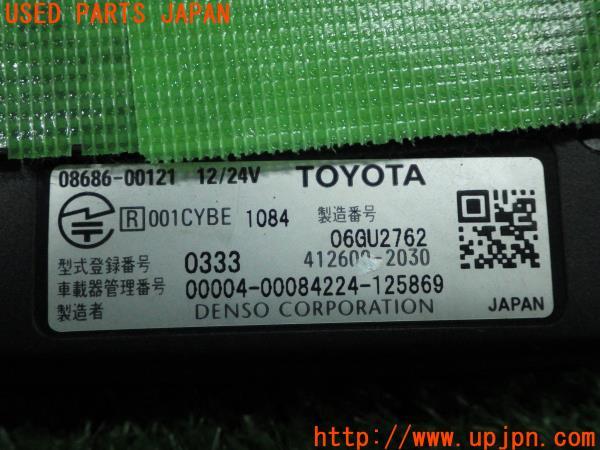 USED PARTS JAPAN
08686-00121 12/24V TOYOTA
R 001CYBE 1084 製造番号
06GU2762
型式登録番号 0333 412600-2030
車載器管理番号 00004-00084224-125869
製造者 DENSO CORPORATION JAPAN
http://www.upjpn.com/